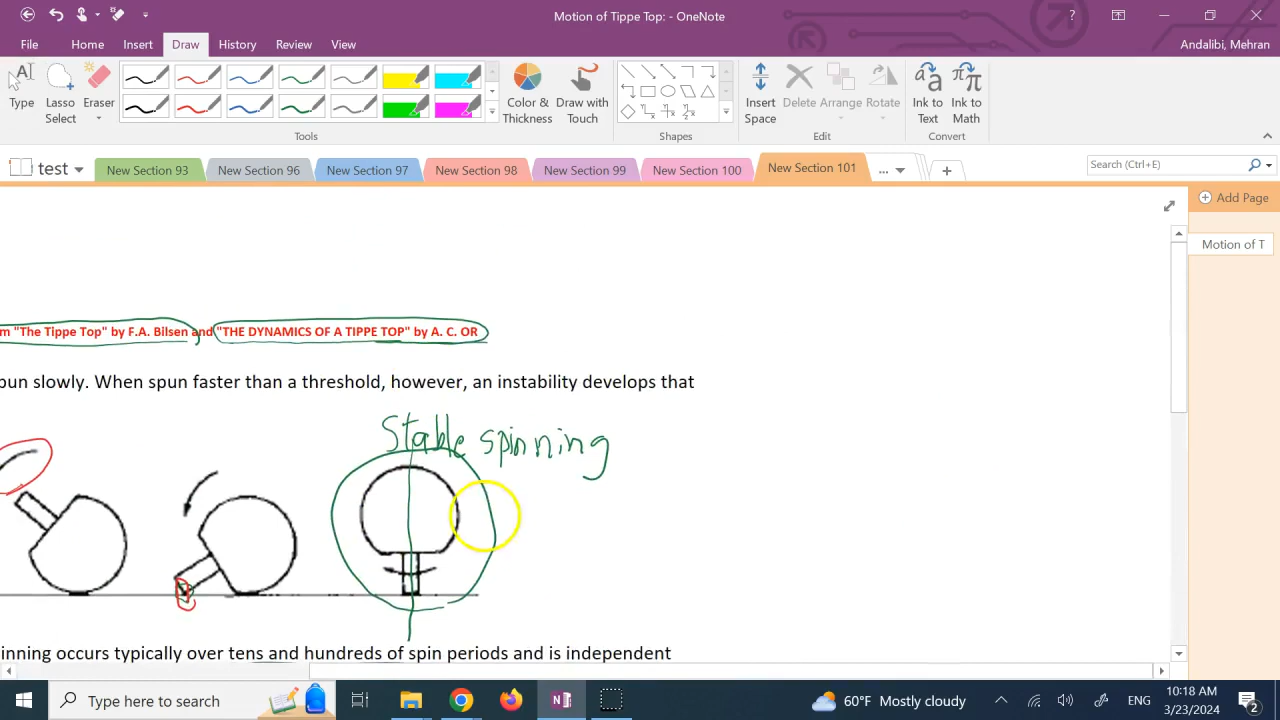 Motion of Tippe Top: - OneNote
?
File Home Insert Draw History Review View
Andalibi, Mehran
Type
Lasso Select
Eraser
Color & Thickness
Draw with Touch
Insert Space
Delete
Arrange
Rotate
Ink to Text
Ink to Math
Tools
Shapes
Edit
Convert
test
New Section 93
New Section 96
New Section 97
New Section 98
New Section 99
New Section 100
New Section 101
...
Search (Ctrl+E)
Add Page
Motion of T
m "The Tippe Top" by F.A. Bilsen and "THE DYNAMICS OF A TIPPE TOP" by A. C. OR
pun slowly. When spun faster than a threshold, however, an instability develops that
Stable spinning
inning occurs typically over tens and hundreds of spin periods and is independent
Type here to search
60°F Mostly cloudy
ENG
10:18 AM
3/23/2024
2